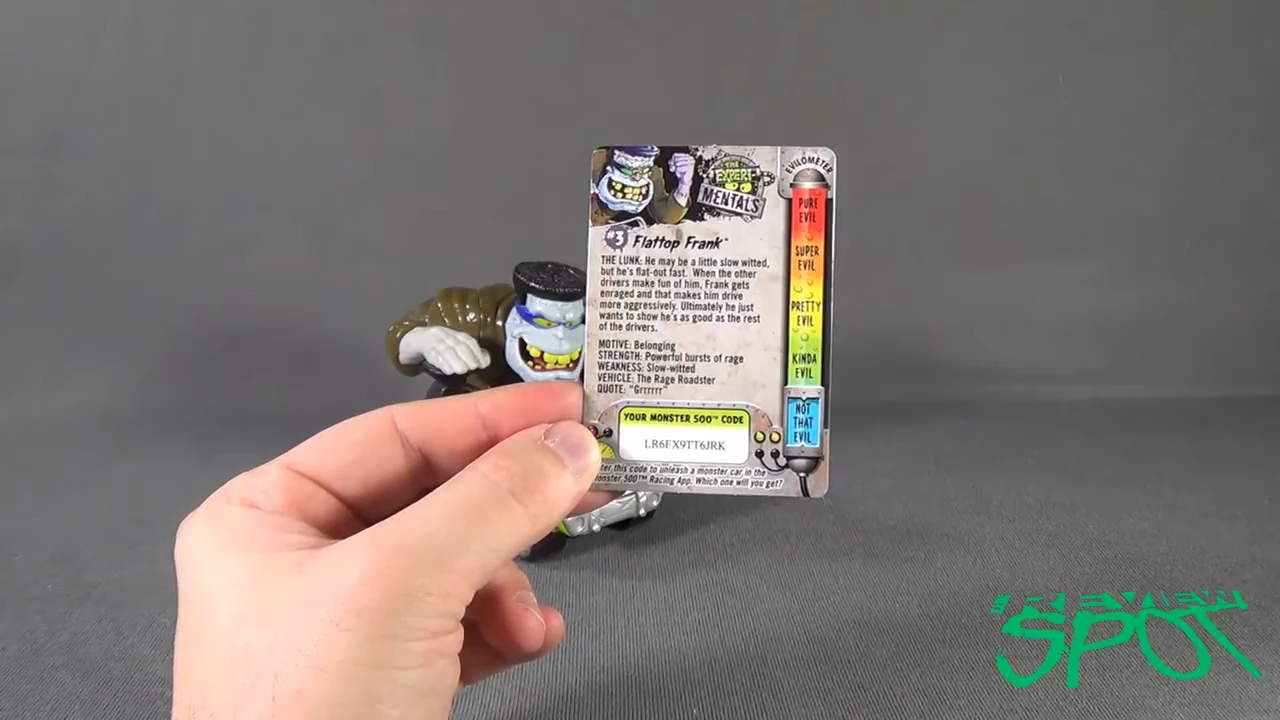 THE
EXPERI-
MENTALS
EVILOMETER
#3 Flattop Frank™
THE LUNK: He may be a little slow witted,
but he's flat-out fast. When the other
drivers make fun of him, Frank gets
enraged and that makes him drive
more aggressively. Ultimately he just
wants to show he's as good as the rest
of the drivers.
MOTIVE: Belonging
STRENGTH: Powerful bursts of rage
WEAKNESS: Slow-witted
VEHICLE: The Rage Roadster
QUOTE: "Grrrrrr"
PURE
EVIL
SUPER
EVIL
PRETTY
EVIL
KINDA
EVIL
NOT
THAT
EVIL
YOUR MONSTER 500™ CODE
LR6FX9TT6JRK
this code to unleash a monster car in the
500™ Racing App. Which one will you get?
REVIEW
SPOT